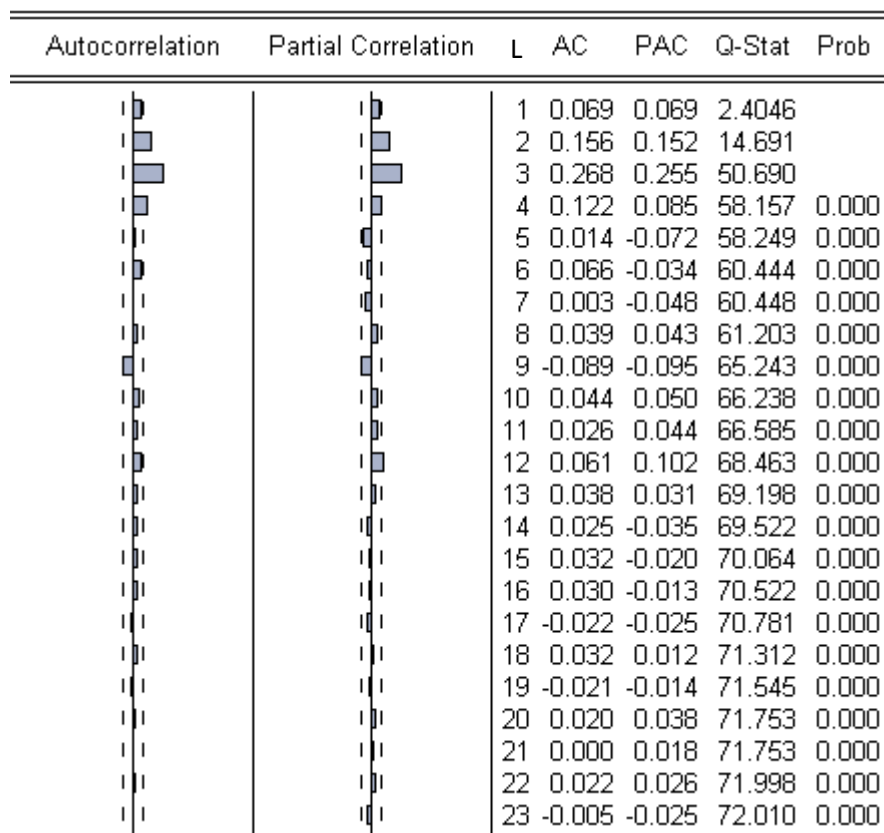 Autocorrelation Partial Correlation L AC PAC Q-Stat Prob
1 0.069 0.069 2.4046
2 0.156 0.152 14.691
3 0.268 0.255 50.690
4 0.122 0.085 58.157 0.000
5 0.014 -0.072 58.249 0.000
6 0.066 -0.034 60.444 0.000
7 0.003 -0.048 60.448 0.000
8 0.039 0.043 61.203 0.000
9 -0.089 -0.095 65.243 0.000
10 0.044 0.050 66.238 0.000
11 0.026 0.044 66.585 0.000
12 0.061 0.102 68.463 0.000
13 0.038 0.031 69.198 0.000
14 0.025 -0.035 69.522 0.000
15 0.032 -0.020 70.064 0.000
16 0.030 -0.013 70.522 0.000
17 -0.022 -0.025 70.781 0.000
18 0.032 0.012 71.312 0.000
19 -0.021 -0.014 71.545 0.000
20 0.020 0.038 71.753 0.000
21 0.000 0.018 71.753 0.000
22 0.022 0.026 71.998 0.000
23 -0.005 -0.025 72.010 0.000